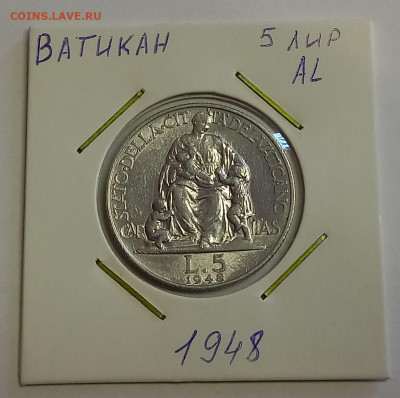 COINS.LAVE.RU
ВАТИКАН
5 ЛИР
AL
STATO·DELLA·CITTA·DEL·VATICANO
CARITAS
L.5
1948
1948